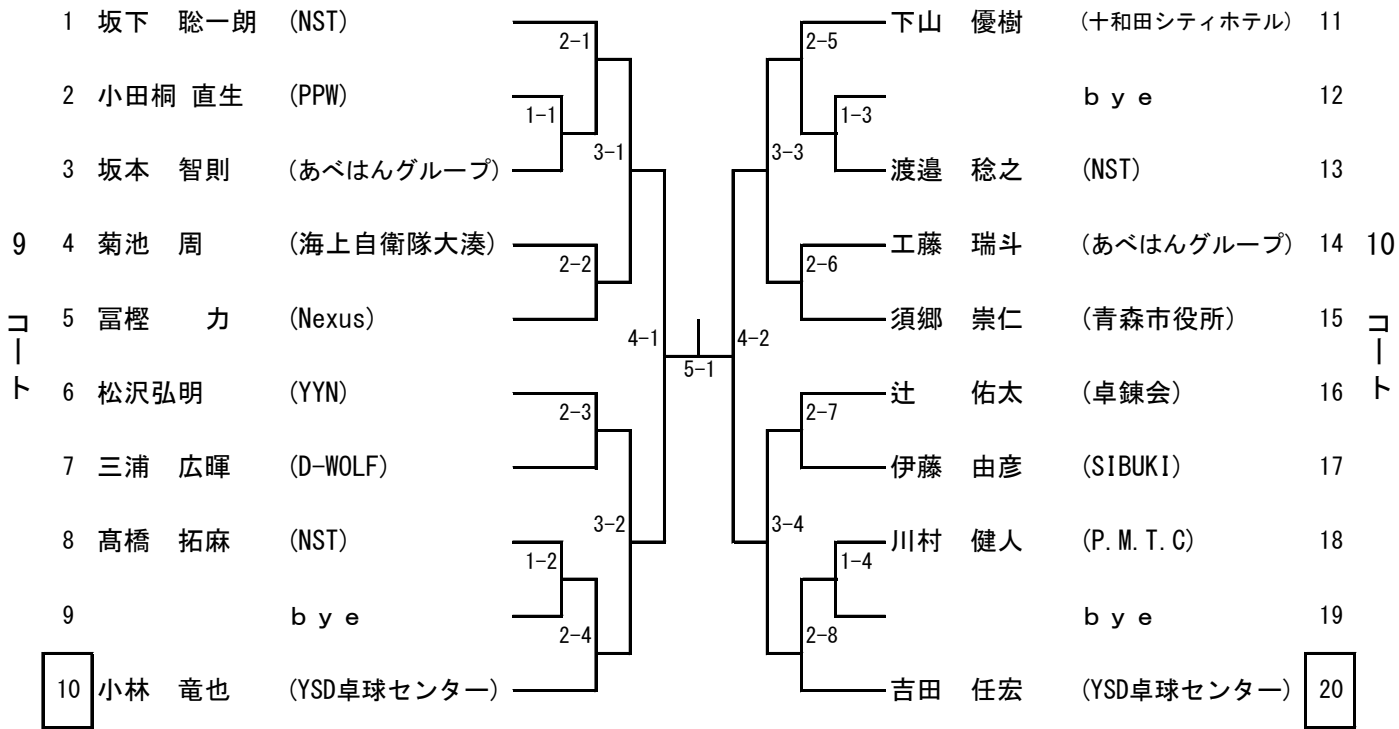 1 坂下 聡一朗 (NST) 2-1 2-5 下山 優樹 (十和田シティホテル) 11
2 小田桐 直生 (PPW) 1-1 1-3 ｂｙｅ 12
3 坂本 智則 (あべはんグループ) 3-1 3-3 渡邉 稔之 (NST) 13
9 4 菊池 周 (海上自衛隊大湊) 2-2 2-6 工藤 瑞斗 (あべはんグループ) 14 10
コート 5 冨樫 力 (Nexus) 4-1 5-1 4-2 須郷 崇仁 (青森市役所) 15 コート
6 松沢弘明 (YYN) 2-3 2-7 辻 佑太 (卓錬会) 16
7 三浦 広暉 (D-WOLF) 伊藤 由彦 (SIBUKI) 17
8 髙橋 拓麻 (NST) 1-2 3-2 3-4 1-4 川村 健人 (P.M.T.C) 18
9 ｂｙｅ 2-4 2-8 ｂｙｅ 19
10 小林 竜也 (YSD卓球センター) 吉田 任宏 (YSD卓球センター) 20